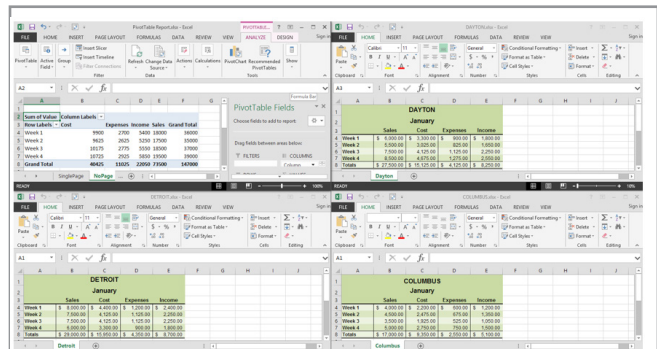 PivotTable Report.xlsx - Excel
PIVOTTABLE...
FILE HOME INSERT PAGE LAYOUT FORMULAS DATA REVIEW VIEW ANALYZE DESIGN Sign in
PivotTable Active Field Group Insert Slicer Insert Timeline Filter Connections Refresh Change Data Source Actions Calculations PivotChart Recommended PivotTables Show
Filter Data Tools
A2
Formula Bar
A B C D E F G
Sum of Value Column Labels
Row Labels Cost Expenses Income Sales Grand Total
Week 1 9900 2700 5400 18000 36000
Week 2 9625 2625 5250 17500 35000
Week 3 10175 2775 5550 18500 37000
Week 4 10725 2925 5850 19500 39000
Grand Total 40425 11025 22050 73500 147000
PivotTable Fields
Choose fields to add to report:
Drag fields between areas below:
FILTERS COLUMNS
Column
SinglePage NoPage ...
READY 100%
DAYTON.xlsx - Excel
FILE HOME INSERT PAGE LAYOUT FORMULAS DATA REVIEW VIEW Sign in
Paste Calibri 11 General Conditional Formatting Insert
Format as Table Delete
Cell Styles Format
Clipboard Font Alignment Number Styles Cells Editing
A1
A B C D E F G H I J
DAYTON
January
Sales Cost Expenses Income
Week 1 $ 6,000.00 $ 3,300.00 $ 900.00 $ 1,800.00
Week 2 5,500.00 3,025.00 825.00 1,650.00
Week 3 7,500.00 4,125.00 1,125.00 2,250.00
Week 4 8,500.00 4,675.00 1,275.00 2,550.00
Totals $ 27,500.00 $ 15,125.00 $ 4,125.00 $ 8,250.00
Dayton
READY 100%
DETROIT.xlsx - Excel
FILE HOME INSERT PAGE LAYOUT FORMULAS DATA REVIEW VIEW Sign in
Paste Calibri 11 General Conditional Formatting Insert
Format as Table Delete
Cell Styles Format
Clipboard Font Alignment Number Styles Cells Editing
A1
A B C D E F G H I J
DETROIT
January
Sales Cost Expenses Income
Week 1 $ 8,000.00 $ 4,400.00 $ 1,200.00 $ 2,400.00
Week 2 7,500.00 4,125.00 1,125.00 2,250.00
Week 3 7,500.00 4,125.00 1,125.00 2,250.00
Week 4 6,000.00 3,300.00 900.00 1,800.00
Totals $ 29,000.00 $ 15,950.00 $ 4,350.00 $ 8,700.00
Detroit
COLUMBUS.xlsx - Excel
FILE HOME INSERT PAGE LAYOUT FORMULAS DATA REVIEW VIEW Sign in
Paste Calibri 11 General Conditional Formatting Insert
Format as Table Delete
Cell Styles Format
Clipboard Font Alignment Number Styles Cells Editing
A1
A B C D E F G H I J
COLUMBUS
January
Sales Cost Expenses Income
Week 1 $ 4,000.00 $ 2,200.00 $ 600.00 $ 1,200.00
Week 2 4,500.00 2,475.00 675.00 1,350.00
Week 3 3,500.00 1,925.00 525.00 1,050.00
Week 4 5,000.00 2,750.00 750.00 1,500.00
Totals $ 17,000.00 $ 9,350.00 $ 2,550.00 $ 5,100.00
Columbus